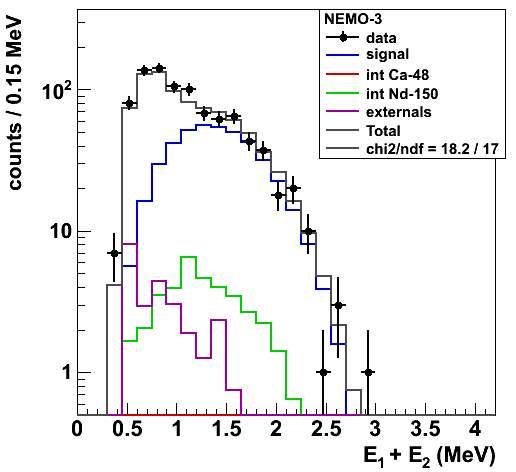 counts / 0.15 MeV
NEMO-3
data
signal
int Ca-48
int Nd-150
externals
Total
chi2/ndf = 18.2 / 17
10²
10
1
0 0.5 1 1.5 2 2.5 3 3.5 4
E₁ + E₂ (MeV)